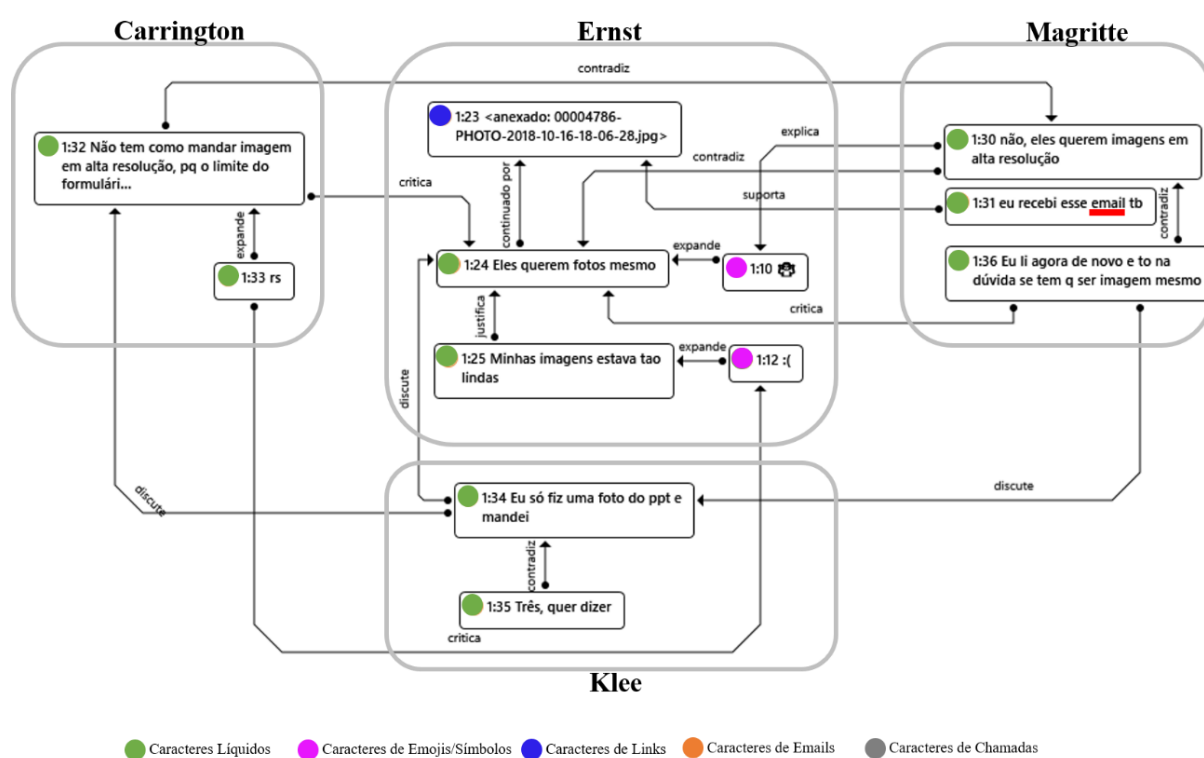 Carrington
Ernst
Magritte
contradiz
1:23 <anexado: 00004786-
PHOTO-2018-10-16-18-06-28.jpg>
explica
1:32 Não tem como mandar imagem
em alta resolução, pq o limite do
formulári...
1:30 não, eles querem imagens em
alta resolução
contradiz
critica
continuado por
suporta
1:31 eu recebi esse email tb
contradiz
expande
1:33 rs
1:24 Eles querem fotos mesmo
expande
1:10
1:36 Eu li agora de novo e to na
dúvida se tem q ser imagem mesmo
justifica
critica
1:25 Minhas imagens estava tao
lindas
expande
1:12 :(
discute
discute
1:34 Eu só fiz uma foto do ppt e
mandei
discute
contradiz
1:35 Três, quer dizer
critica
Klee
Caracteres Líquidos
Caracteres de Emojis/Símbolos
Caracteres de Links
Caracteres de Emails
Caracteres de Chamadas